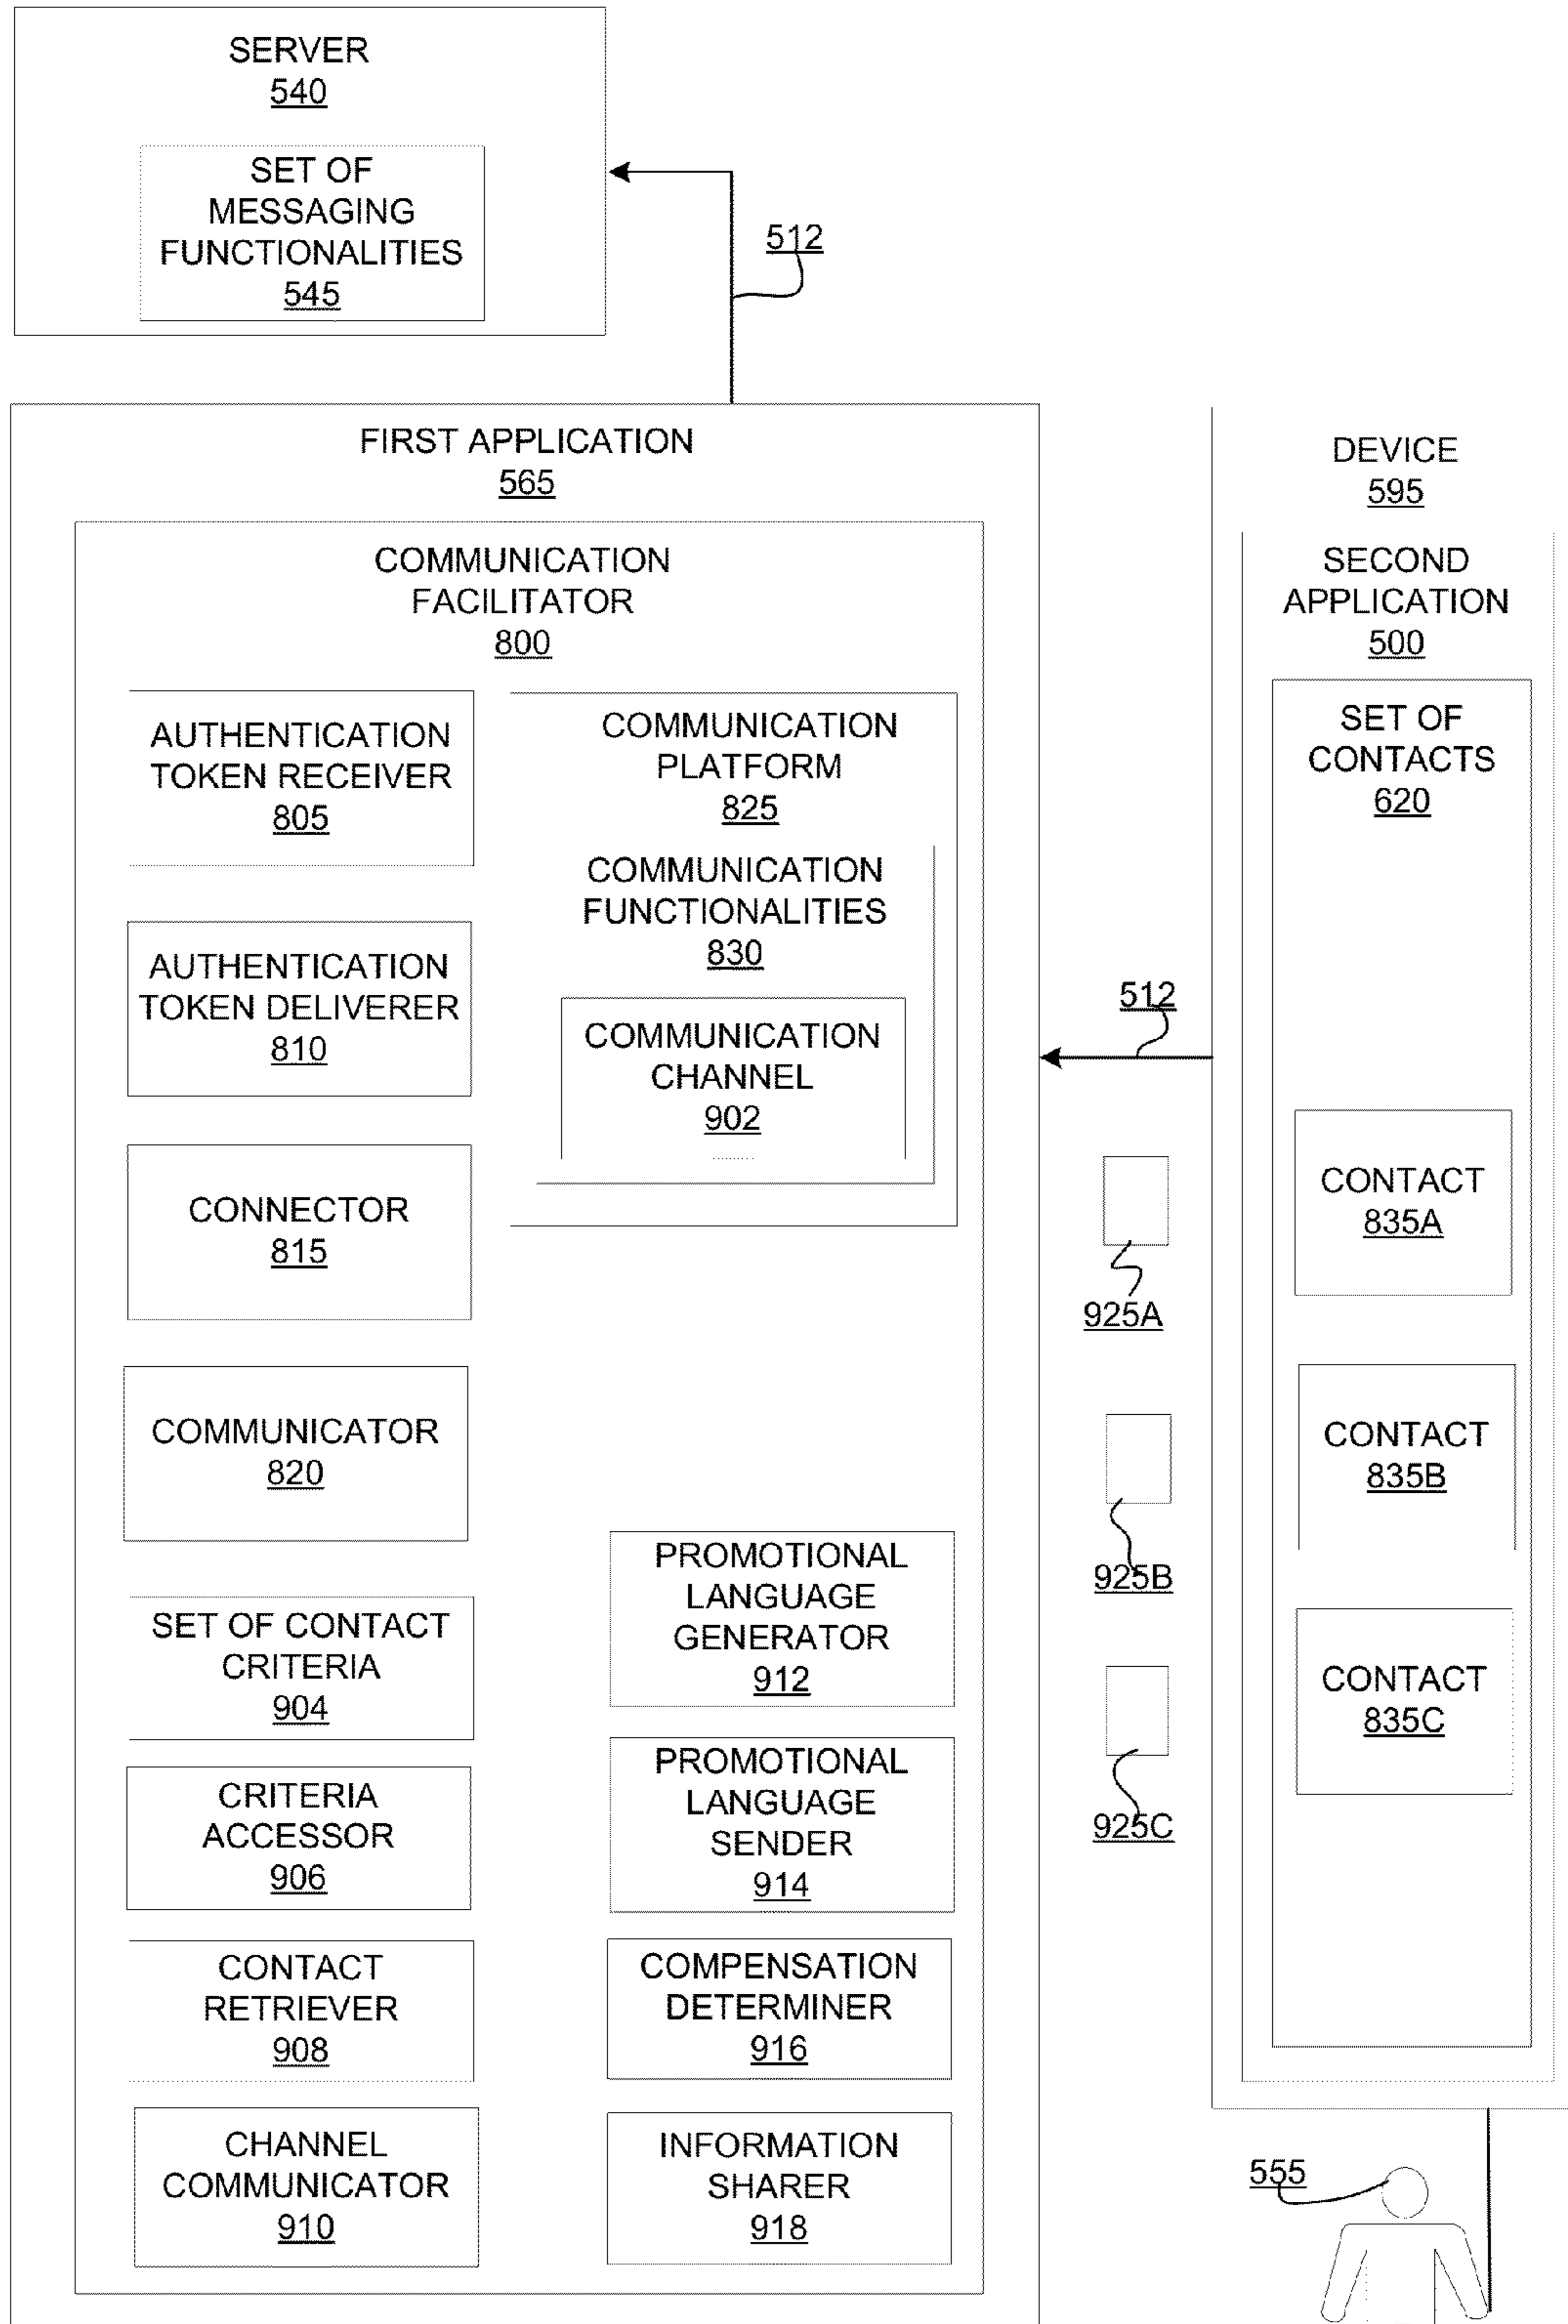 SERVER
540
SET OF
MESSAGING
FUNCTIONALITIES
545
512
FIRST APPLICATION
565
COMMUNICATION
FACILITATOR
800
AUTHENTICATION
TOKEN RECEIVER
805
AUTHENTICATION
TOKEN DELIVERER
810
CONNECTOR
815
COMMUNICATOR
820
SET OF CONTACT
CRITERIA
904
CRITERIA
ACCESSOR
906
CONTACT
RETRIEVER
908
CHANNEL
COMMUNICATOR
910
COMMUNICATION
PLATFORM
825
COMMUNICATION
FUNCTIONALITIES
830
COMMUNICATION
CHANNEL
902
PROMOTIONAL
LANGUAGE
GENERATOR
912
PROMOTIONAL
LANGUAGE
SENDER
914
COMPENSATION
DETERMINER
916
INFORMATION
SHARER
918
512
925A
925B
925C
DEVICE
595
SECOND
APPLICATION
500
SET OF
CONTACTS
620
CONTACT
835A
CONTACT
835B
CONTACT
835C
555